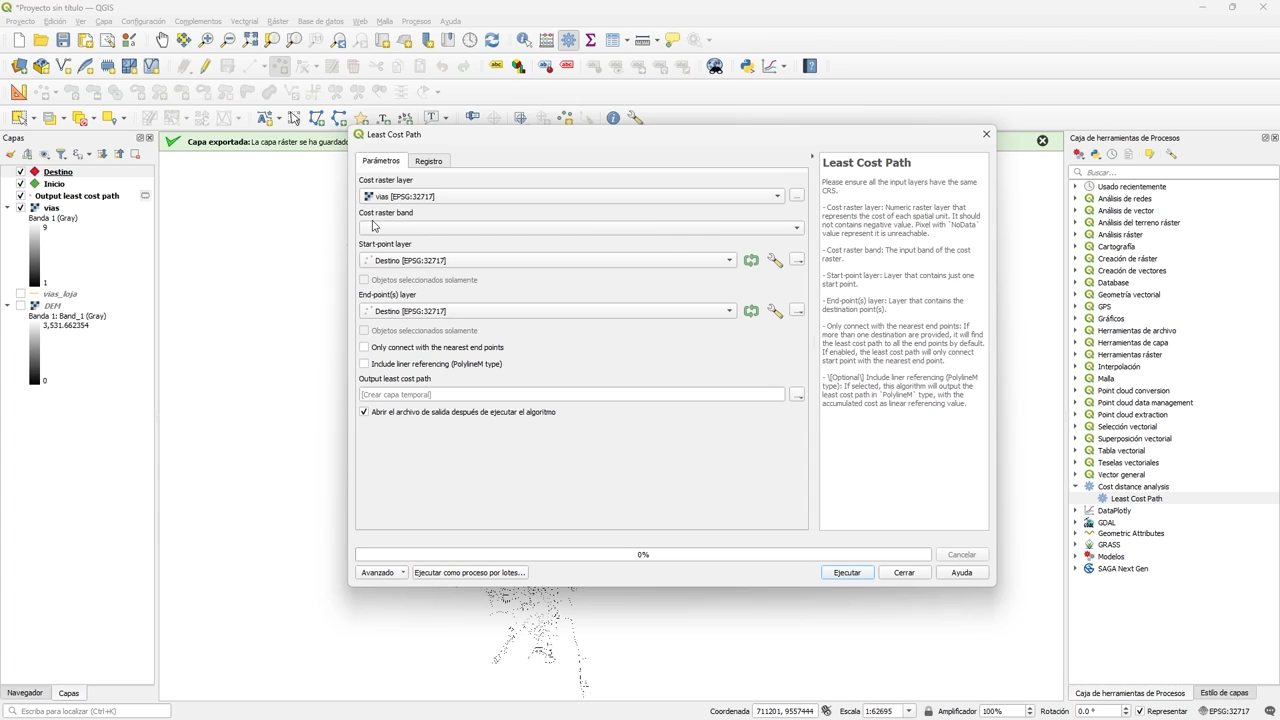 *Proyecto sin título — QGIS
Proyecto Edición Ver Capa Configuración Complementos Vectorial Ráster Base de datos Web Malla Procesos Ayuda
Capas
Destino
Inicio
Output least cost path
vias
Banda 1 (Gray)
9
1
vias_loja
DEM
Banda 1: Band_1 (Gray)
3,531.662354
0
Navegador
Capas
Escriba para localizar (Ctrl+K)
Capa exportada: La capa ráster se ha guardado
Least Cost Path
Parámetros
Registro
Cost raster layer
vias [EPSG:32717]
Cost raster band
Start-point layer
Destino [EPSG:32717]
Objetos seleccionados solamente
End-point(s) layer
Destino [EPSG:32717]
Objetos seleccionados solamente
Only connect with the nearest end points
Include liner referencing (PolylineM type)
Output least cost path
[Crear capa temporal]
Abrir el archivo de salida después de ejecutar el algoritmo
Least Cost Path
Please ensure all the input layers have the same
CRS.
- Cost raster layer: Numeric raster layer that
represents the cost of each spatial unit. It should
not contains negative value. Pixel with `NoData`
value represent it is unreachable.
- Cost raster band: The input band of the cost
raster.
- Start-point layer: Layer that contains just one
start point.
- End-point(s) layer: Layer that contains the
destination point(s).
- Only connect with the nearest end points: If
more than one destination are provided, it will find
the least cost path to all the end points by default.
If enabled, the least cost path will only connect
start point with the nearest end point.
- \[Optional\] Include liner referencing (PolylineM
type): If selected, this algorithm will output the
least cost path in `PolylineM` type, with the
accumulated cost as linear referencing value.
0%
Cancelar
Avanzado
Ejecutar como proceso por lotes...
Ejecutar
Cerrar
Ayuda
Caja de herramientas de Procesos
Buscar...
Usado recientemente
Análisis de redes
Análisis de vector
Análisis del terreno ráster
Análisis ráster
Cartografía
Creación de ráster
Creación de vectores
Database
Geometría vectorial
GPS
Gráficos
Herramientas de archivo
Herramientas de capa
Herramientas ráster
Interpolación
Malla
Point cloud conversion
Point cloud data management
Point cloud extraction
Selección vectorial
Superposición vectorial
Tabla vectorial
Teselas vectoriales
Vector general
Cost distance analysis
Least Cost Path
DataPlotly
GDAL
Geometric Attributes
GRASS
Modelos
SAGA Next Gen
Caja de herramientas de Procesos
Estilo de capas
Coordenada 711201, 9557444 Escala 1:62695 Amplificador 100% Rotación 0.0 ° Representar EPSG:32717